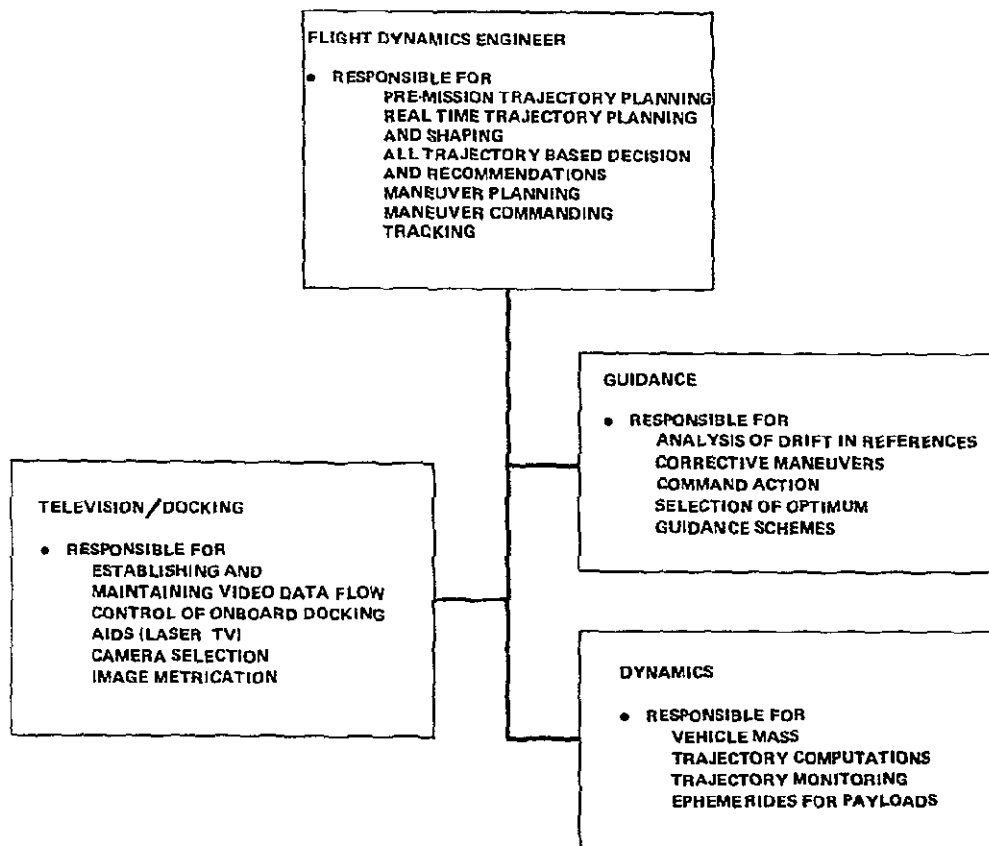 FLIGHT DYNAMICS ENGINEER
• RESPONSIBLE FOR
PRE-MISSION TRAJECTORY PLANNING
REAL TIME TRAJECTORY PLANNING
AND SHAPING
ALL TRAJECTORY BASED DECISION
AND RECOMMENDATIONS
MANEUVER PLANNING
MANEUVER COMMANDING
TRACKING
GUIDANCE
• RESPONSIBLE FOR
ANALYSIS OF DRIFT IN REFERENCES
CORRECTIVE MANEUVERS
COMMAND ACTION
SELECTION OF OPTIMUM
GUIDANCE SCHEMES
TELEVISION/DOCKING
• RESPONSIBLE FOR
ESTABLISHING AND
MAINTAINING VIDEO DATA FLOW
CONTROL OF ONBOARD DOCKING
AIDS (LASER TV)
CAMERA SELECTION
IMAGE METRICATION
DYNAMICS
• RESPONSIBLE FOR
VEHICLE MASS
TRAJECTORY COMPUTATIONS
TRAJECTORY MONITORING
EPHEMERIDES FOR PAYLOADS